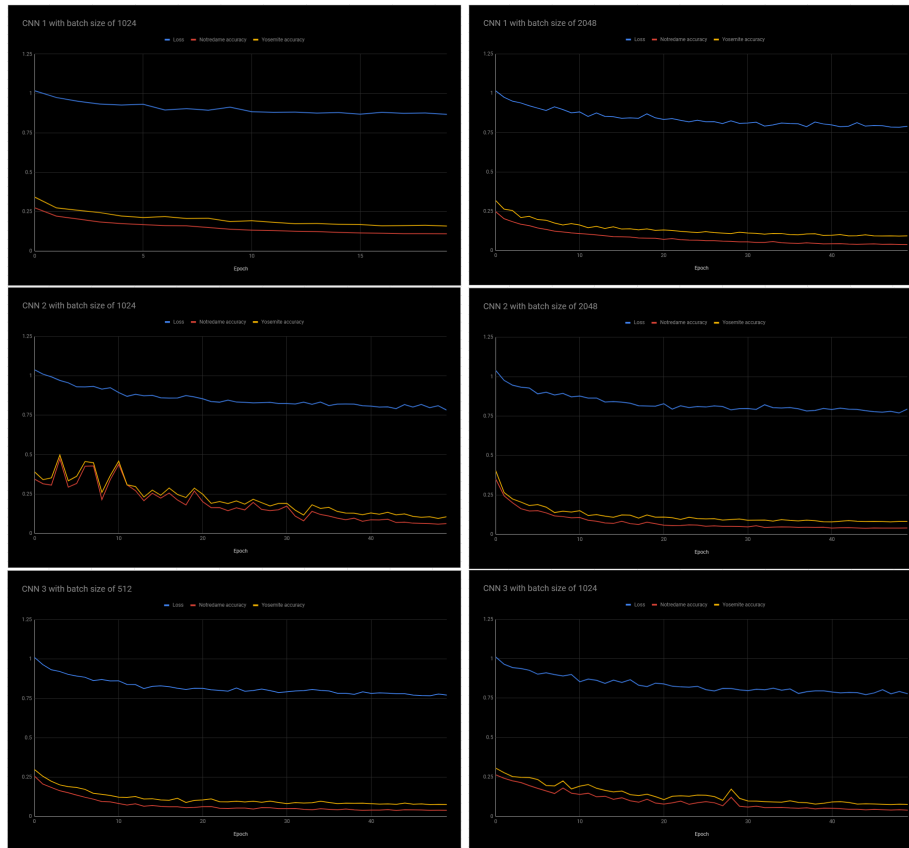 CNN 1 with batch size of 1024
Loss Notredame accuracy Yosemite accuracy
1.25
1
0.75
0.5
0.25
0
0 5 10 15
Epoch
CNN 1 with batch size of 2048
Loss Notredame accuracy Yosemite accuracy
1.25
1
0.75
0.5
0.25
0
0 10 20 30 40
Epoch
CNN 2 with batch size of 1024
Loss Notredame accuracy Yosemite accuracy
1.25
1
0.75
0.5
0.25
0
0 10 20 30 40
Epoch
CNN 2 with batch size of 2048
Loss Notredame accuracy Yosemite accuracy
1.25
1
0.75
0.5
0.25
0
0 10 20 30 40
Epoch
CNN 3 with batch size of 512
Loss Notredame accuracy Yosemite accuracy
1.25
1
0.75
0.5
0.25
0
0 10 20 30 40
Epoch
CNN 3 with batch size of 1024
Loss Notredame accuracy Yosemite accuracy
1.25
1
0.75
0.5
0.25
0
0 10 20 30 40
Epoch